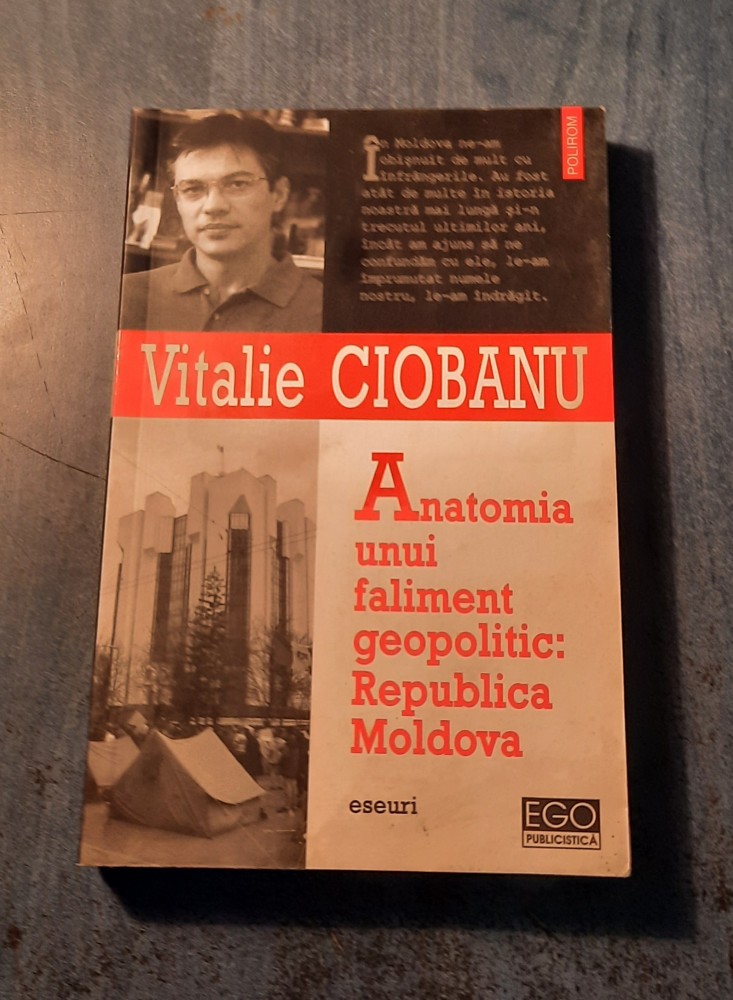 În Moldova ne-am
obişnuit de mult cu
înfrângerile. Au fost
atât de multe în istoria
noastră mai lungă şi-n
trecutul ultimilor ani,
încât am ajuns să ne
confundăm cu ele, le-am
împrumutat numele
nostru, le-am îndrăgit.
POLIROM
Vitalie CIOBANU
Anatomia
unui
faliment
geopolitic:
Republica
Moldova
eseuri
EGO
PUBLICISTICĂ